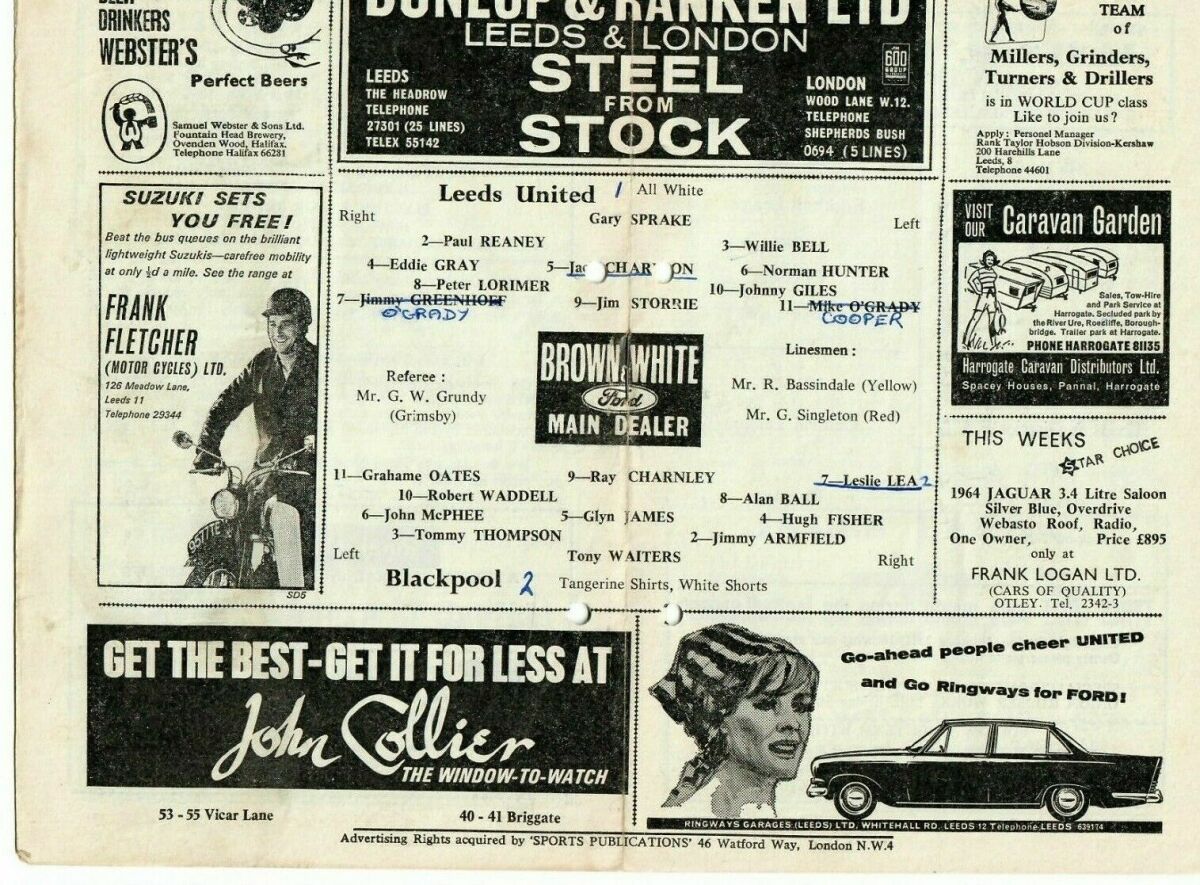 BEER
DRINKERS
WEBSTER'S
Perfect Beers
Samuel Webster & Sons Ltd.
Fountain Head Brewery,
Ovenden Wood, Halifax.
Telephone Halifax 66281
DUNLOP & RANKEN LTD
LEEDS & LONDON
STEEL
FROM
STOCK
LEEDS
THE HEADROW
TELEPHONE
27301 (25 LINES)
TELEX 55142
600
GROUP
LONDON
WOOD LANE W.12.
TELEPHONE
SHEPHERDS BUSH
0694 (5 LINES)
TEAM
of
Millers, Grinders,
Turners & Drillers
is in WORLD CUP class
Like to join us?
Apply: Personel Manager
Rank Taylor Hobson Division-Kershaw
200 Harehills Lane
Leeds, 8
Telephone 44601
SUZUKI SETS
YOU FREE!
Beat the bus queues on the brilliant
lightweight Suzukis—carefree mobility
at only ½d a mile. See the range at
FRANK
FLETCHER
(MOTOR CYCLES) LTD.
126 Meadow Lane,
Leeds 11
Telephone 29344
SD5
Leeds United 1 All White
Right Gary SPRAKE Left
2—Paul REANEY 3—Willie BELL
4—Eddie GRAY 5—Jac CHAR ON 6—Norman HUNTER
8—Peter LORIMER 10—Johnny GILES
7—Jimmy GREENHOFF 9—Jim STORRIE 11—Mike O'GRADY
O'GRADY COOPER
BROWN & WHITE
Ford
MAIN DEALER
Referee :
Mr. G. W. Grundy
(Grimsby)
Linesmen :
Mr. R. Bassindale (Yellow)
Mr. G. Singleton (Red)
11—Grahame OATES 9—Ray CHARNLEY 7—Leslie LEA 2
10—Robert WADDELL 8—Alan BALL
6—John McPHEE 5—Glyn JAMES 4—Hugh FISHER
3—Tommy THOMPSON 2—Jimmy ARMFIELD
Left Tony WAITERS Right
Blackpool 2 Tangerine Shirts, White Shorts
VISIT
OUR Caravan Garden
Sales, Tow-Hire
and Park Service at
Harrogate. Secluded park by
the River Ure, Roecliffe, Borough-
bridge. Trailer park at Harrogate.
PHONE HARROGATE 81135
Harrogate Caravan Distributors Ltd.
Spacey Houses, Pannal, Harrogate
THIS WEEKS
STAR CHOICE
1964 JAGUAR 3.4 Litre Saloon
Silver Blue, Overdrive
Webasto Roof, Radio,
One Owner, Price £895
only at
FRANK LOGAN LTD.
(CARS OF QUALITY)
OTLEY. Tel. 2342-3
GET THE BEST-GET IT FOR LESS AT
John Collier
THE WINDOW-TO-WATCH
53 - 55 Vicar Lane 40 - 41 Briggate
Go-ahead people cheer UNITED
and Go Ringways for FORD!
RINGWAYS GARAGES (LEEDS) LTD. WHITEHALL RD. LEEDS 12 Telephone LEEDS 639174
Advertising Rights acquired by 'SPORTS PUBLICATIONS' 46 Watford Way, London N.W.4